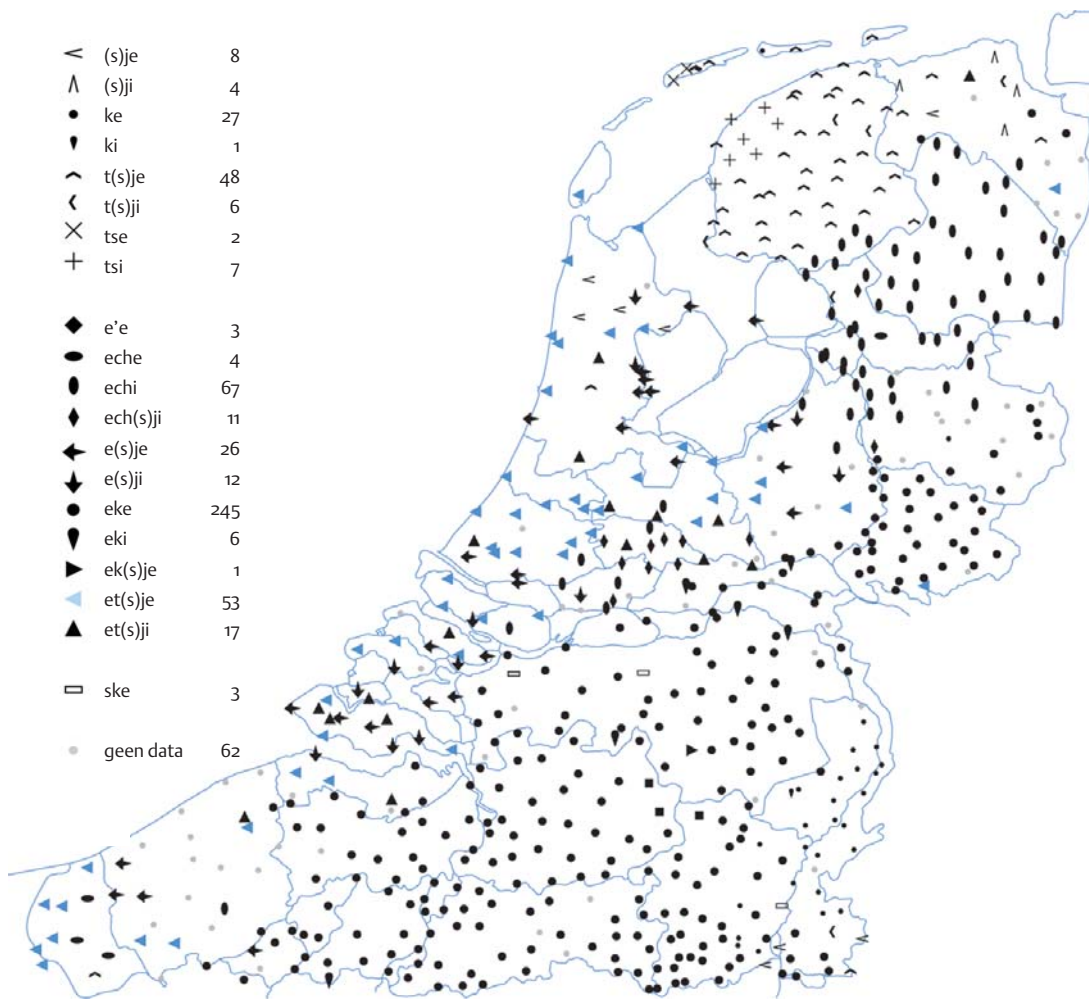 (s)je 8
(s)ji 4
ke 27
ki 1
t(s)je 48
t(s)ji 6
tse 2
tsi 7
e’e 3
eche 4
echi 67
ech(s)ji 11
e(s)je 26
e(s)ji 12
eke 245
eki 6
ek(s)je 1
et(s)je 53
et(s)ji 17
ske 3
geen data 62